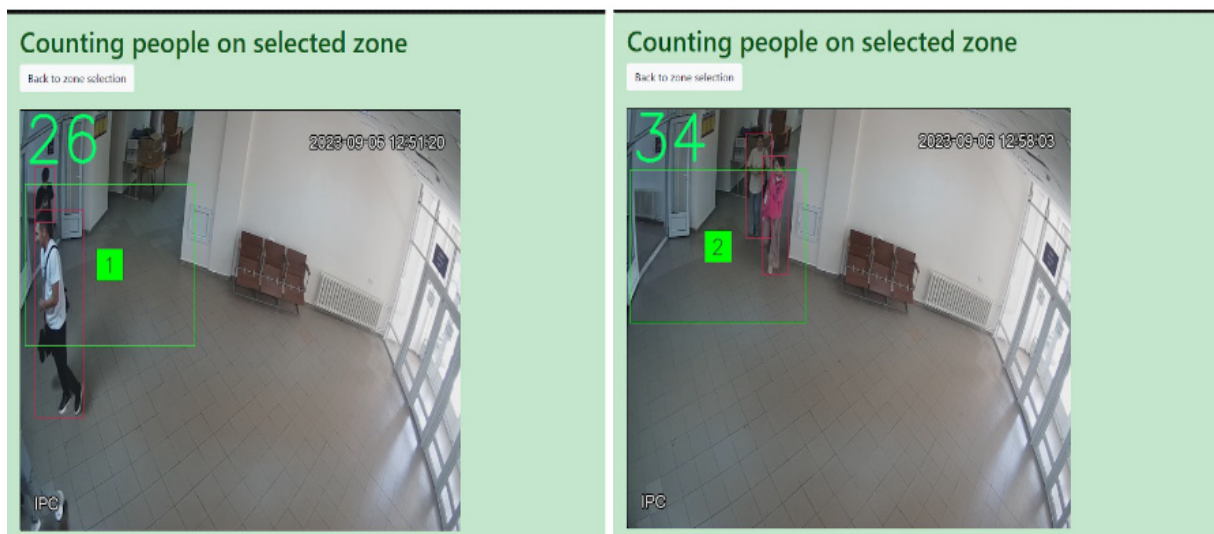 Counting people on selected zone
Back to zone selection
26
2023-09-06 12:51:20
1
IPC
Counting people on selected zone
Back to zone selection
34
2023-09-06 12:53:03
2
IPC